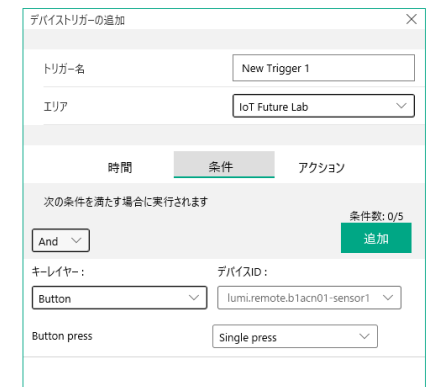 デバイストリガーの追加
トリガー名 New Trigger 1
エリア IoT Future Lab
時間 条件 アクション
次の条件を満たす場合に実行されます
条件数: 0/5
And 追加
キーレイヤー : デバイスID :
Button lumi.remote.b1acn01-sensor1
Button press Single press